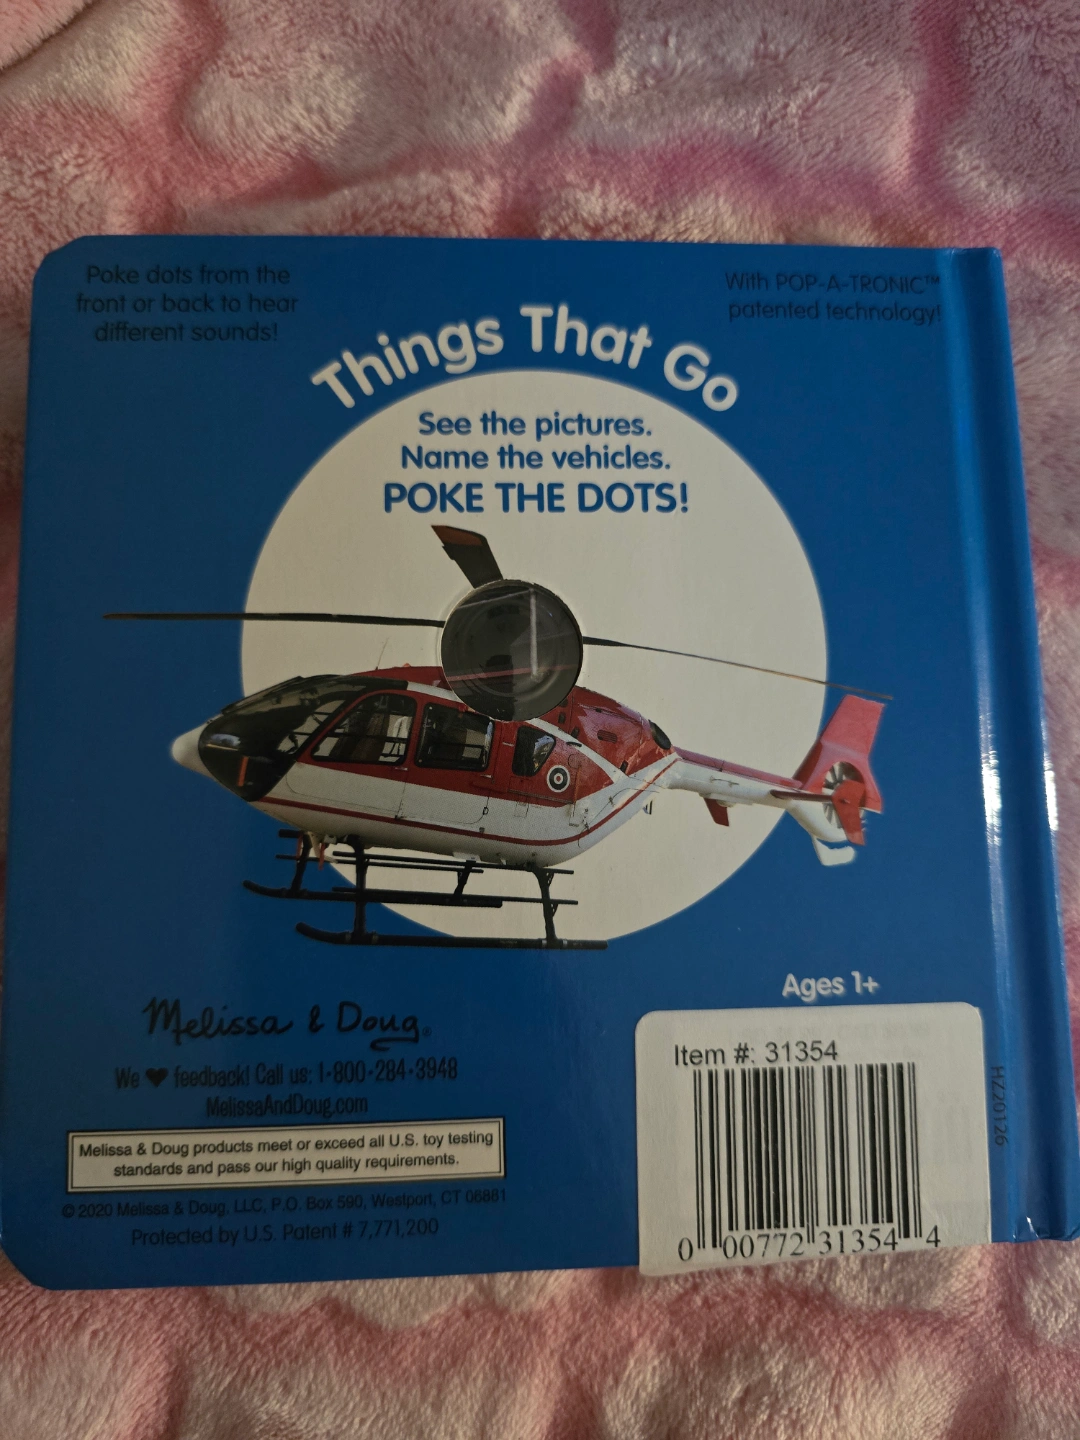 Poke dots from the
front or back to hear
different sounds!
With POP-A-TRONIC™
patented technology!
Things That Go
See the pictures.
Name the vehicles.
POKE THE DOTS!
Ages 1+
Melissa & Doug®
We ♥ feedback! Call us: 1-800-284-3948
MelissaAndDoug.com
Melissa & Doug products meet or exceed all U.S. toy testing
standards and pass our high quality requirements.
© 2020 Melissa & Doug, LLC, P.O. Box 590, Westport, CT 06881
Protected by U.S. Patent # 7,771,200
Item #: 31354
0 00772 31354 4
HZ20126